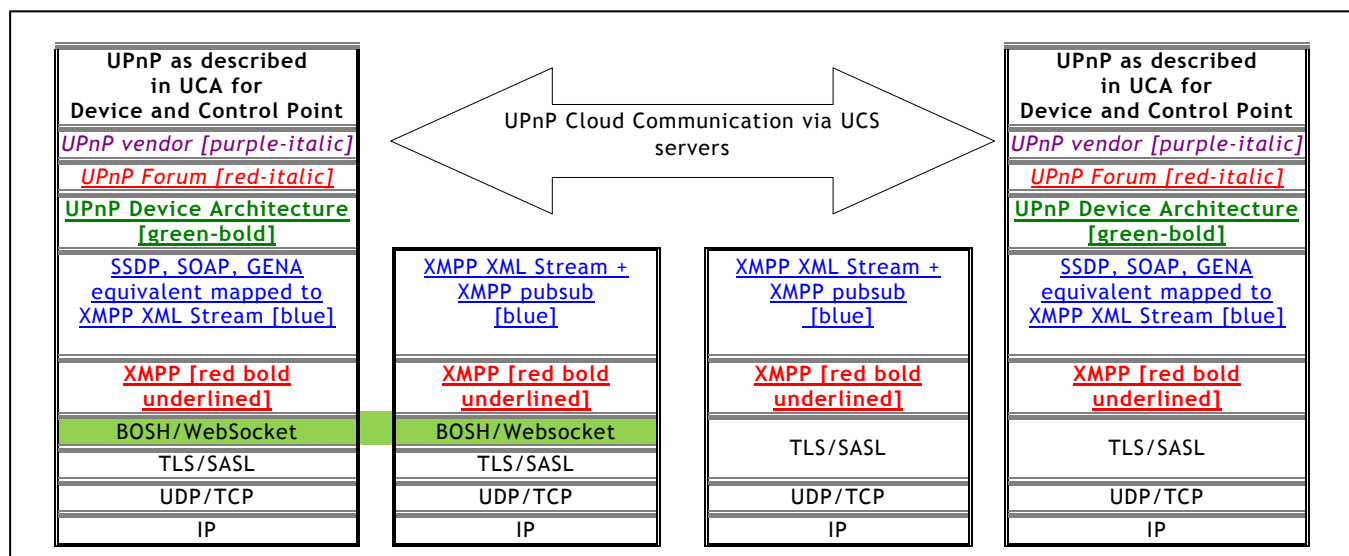 UPnP as described
in UCA for
Device and Control Point
UPnP vendor [purple-italic]
UPnP Forum [red-italic]
UPnP Device Architecture
[green-bold]
SSDP, SOAP, GENA
equivalent mapped to
XMPP XML Stream [blue]
XMPP [red bold
underlined]
BOSH/WebSocket
TLS/SASL
UDP/TCP
IP
UPnP Cloud Communication via UCS
servers
XMPP XML Stream +
XMPP pubsub
[blue]
XMPP [red bold
underlined]
BOSH/Websocket
TLS/SASL
UDP/TCP
IP
XMPP XML Stream +
XMPP pubsub
[blue]
XMPP [red bold
underlined]
TLS/SASL
UDP/TCP
IP
UPnP as described
in UCA for
Device and Control Point
UPnP vendor [purple-italic]
UPnP Forum [red-italic]
UPnP Device Architecture
[green-bold]
SSDP, SOAP, GENA
equivalent mapped to
XMPP XML Stream [blue]
XMPP [red bold
underlined]
TLS/SASL
UDP/TCP
IP